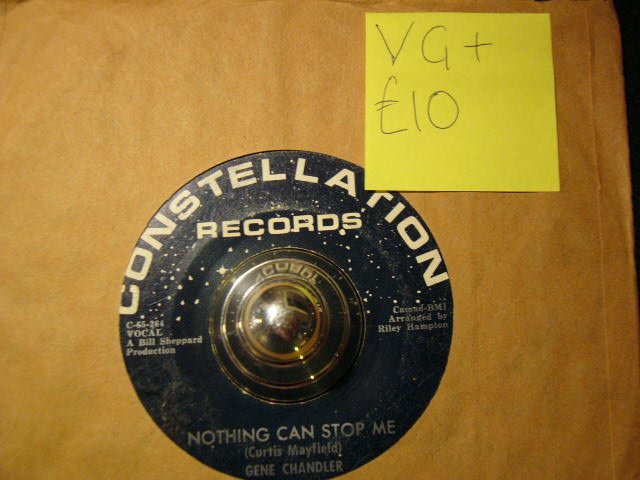 VG+
£10
CONSTELLATION
RECORDS
C-65-264
VOCAL
A Bill Sheppard
Production
Camad-BMI
Arranged by
Riley Hampton
NOTHING CAN STOP ME
(Curtis Mayfield)
GENE CHANDLER